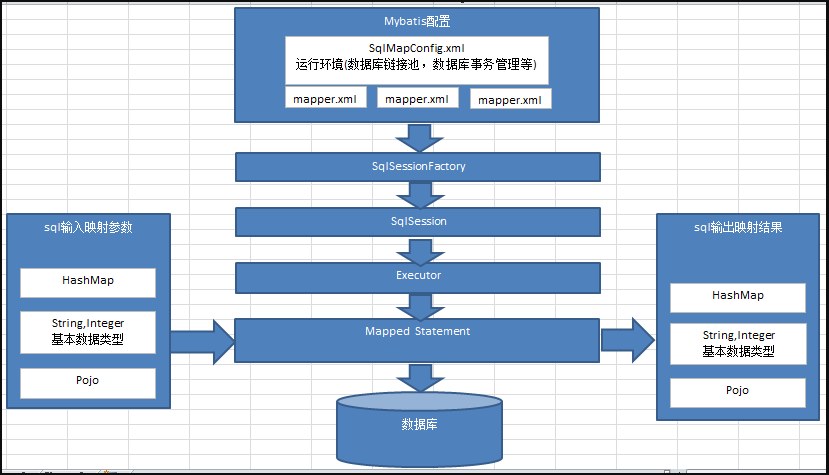 Mybatis配置
SqlMapConfig.xml
运行环境(数据库链接池，数据库事务管理等)
mapper.xml
mapper.xml
mapper.xml
SqlSessionFactory
SqlSession
Executor
Mapped Statement
数据库
sql输入映射参数
HashMap
String,Integer
基本数据类型
Pojo
sql输出映射结果
HashMap
String,Integer
基本数据类型
Pojo